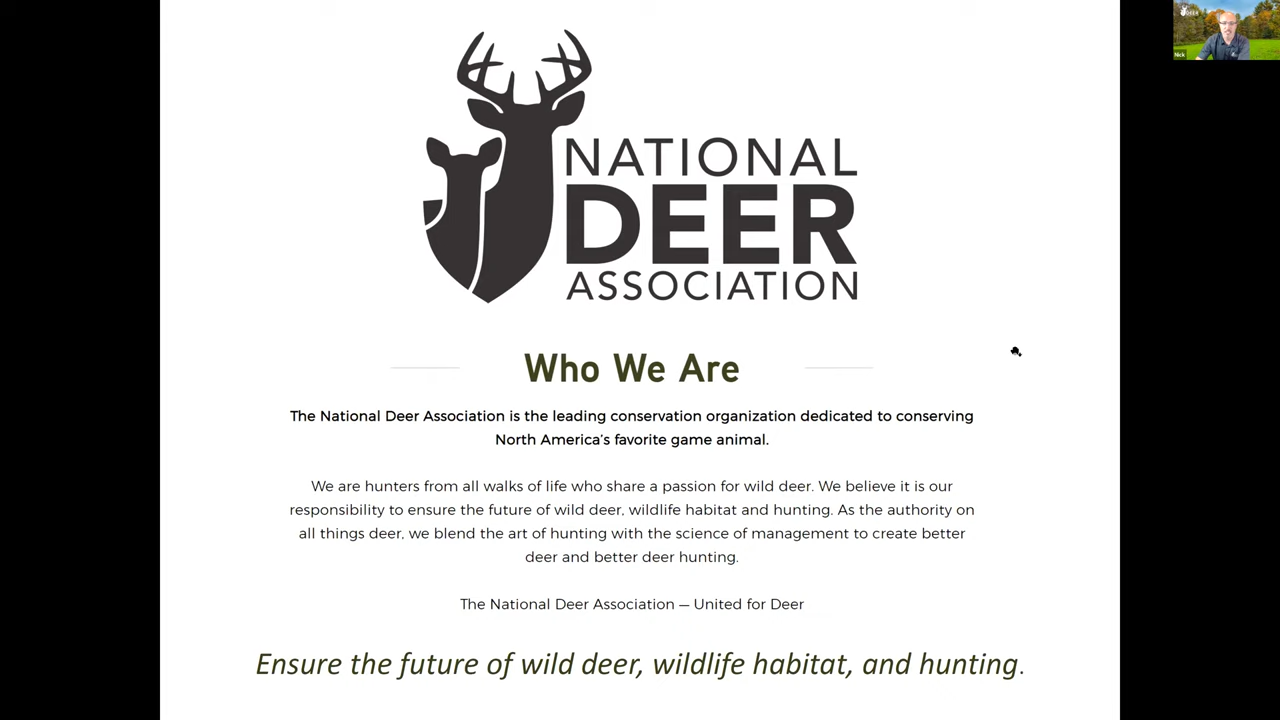 NATIONAL
DEER
ASSOCIATION
Who We Are
The National Deer Association is the leading conservation organization dedicated to conserving
North America's favorite game animal.
We are hunters from all walks of life who share a passion for wild deer. We believe it is our
responsibility to ensure the future of wild deer, wildlife habitat and hunting. As the authority on
all things deer, we blend the art of hunting with the science of management to create better
deer and better deer hunting.
The National Deer Association — United for Deer
Ensure the future of wild deer, wildlife habitat, and hunting.
Nick